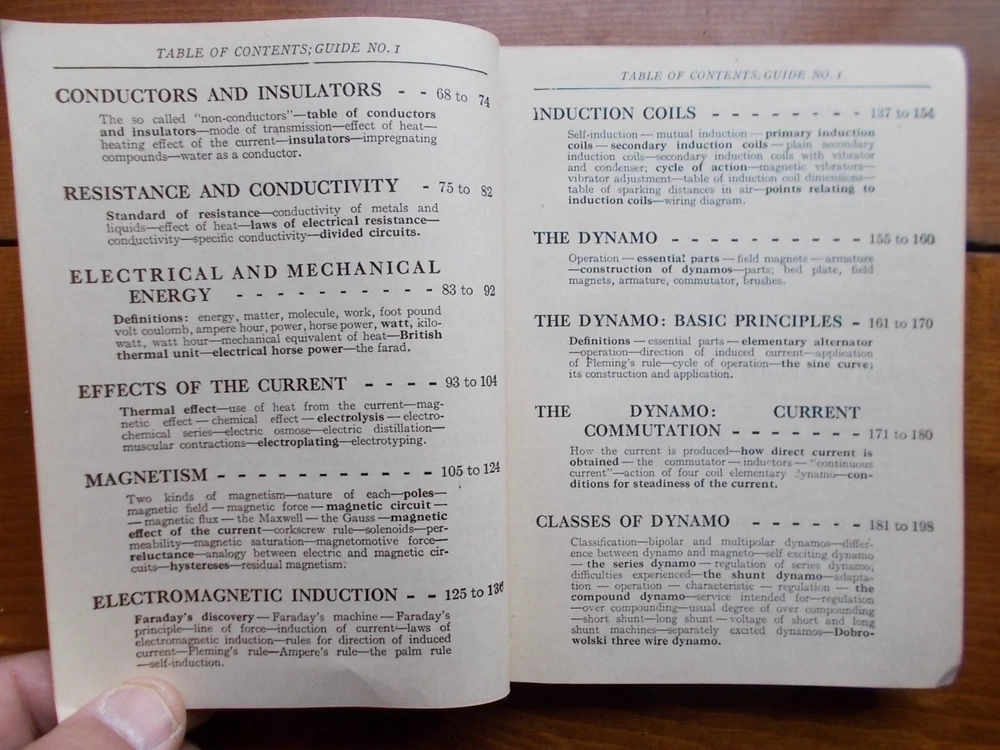 TABLE OF CONTENTS; GUIDE NO. 1
CONDUCTORS AND INSULATORS - - 68 to 74
The so called "non-conductors"—table of conductors
and insulators—mode of transmission—effect of heat—
heating effect of the current—insulators—impregnating
compounds—water as a conductor.
RESISTANCE AND CONDUCTIVITY - 75 to 82
Standard of resistance—conductivity of metals and
liquids—effect of heat—laws of electrical resistance—
conductivity—specific conductivity—divided circuits.
ELECTRICAL AND MECHANICAL
ENERGY - - - - - - - - - - - 83 to 92
Definitions: energy, matter, molecule, work, foot pound
volt coulomb, ampere hour, power, horse power, watt, kilo-
watt, watt hour—mechanical equivalent of heat—British
thermal unit—electrical horse power—the farad.
EFFECTS OF THE CURRENT - - - - 93 to 104
Thermal effect—use of heat from the current—mag-
netic effect—chemical effect—electrolysis—electro-
chemical series—electric osmose—electric distillation—
muscular contractions—electroplating—electrotyping.
MAGNETISM - - - - - - - - - - - - 105 to 124
Two kinds of magnetism—nature of each—poles—
magnetic field—magnetic force—magnetic circuit—
—magnetic flux—the Maxwell—the Gauss—magnetic
effect of the current—corkscrew rule—solenoids—per-
meability—magnetic saturation—magnetomotive force—
reluctance—analogy between electric and magnetic cir-
cuits—hystereses—residual magnetism.
ELECTROMAGNETIC INDUCTION - - 125 to 136
Faraday's discovery—Faraday's machine—Faraday's
principle—line of force—induction of current—laws of
electromagnetic induction—rules for direction of induced
current—Fleming's rule—Ampere's rule—the palm rule
—self-induction.
TABLE OF CONTENTS; GUIDE NO. 1
INDUCTION COILS - - - - - - - - - 137 to 154
Self-induction—mutual induction—primary induction
coils—secondary induction coils—plain secondary
induction coils—secondary induction coils with vibrator
and condenser; cycle of action—magnetic vibrators—
vibrator adjustment—table of induction coil dimensions—
table of sparking distances in air—points relating to
induction coils—wiring diagram.
THE DYNAMO - - - - - - - - - - 155 to 160
Operation—essential parts—field magnets—armature
—construction of dynamos—parts; bed plate, field
magnets, armature, commutator, brushes.
THE DYNAMO: BASIC PRINCIPLES - 161 to 170
Definitions—essential parts—elementary alternator
—operation—direction of induced current—application
of Fleming's rule—cycle of operation—the sine curve;
its construction and application.
THE DYNAMO: CURRENT
COMMUTATION - - - - - - - 171 to 180
How the current is produced—how direct current is
obtained—the commutator—inductors—"continuous
current"—action of four coil elementary dynamo—con-
ditions for steadiness of the current.
CLASSES OF DYNAMO - - - - - - 181 to 198
Classification—bipolar and multipolar dynamos—differ-
ence between dynamo and magneto—self exciting dynamo
—the series dynamo—regulation of series dynamo,
difficulties experienced—the shunt dynamo—adapta-
tion—operation—characteristic—regulation—the
compound dynamo—service intended for—regulation
—over compounding—usual degree of over compounding
—short shunt—long shunt—voltage of short and long
shunt machines—separately excited dynamos—Dobro-
wolski three wire dynamo.